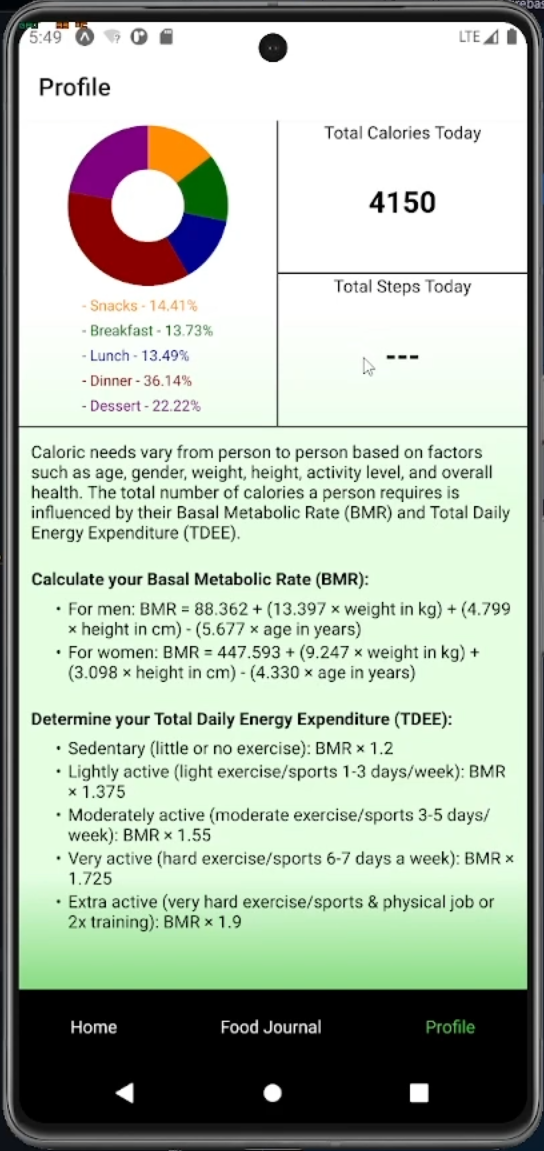 5:49
LTE
Profile
Total Calories Today
4150
Total Steps Today
---
- Snacks - 14.41%
- Breakfast - 13.73%
- Lunch - 13.49%
- Dinner - 36.14%
- Dessert - 22.22%
Caloric needs vary from person to person based on factors
such as age, gender, weight, height, activity level, and overall
health. The total number of calories a person requires is
influenced by their Basal Metabolic Rate (BMR) and Total Daily
Energy Expenditure (TDEE).
Calculate your Basal Metabolic Rate (BMR):
• For men: BMR = 88.362 + (13.397 × weight in kg) + (4.799
× height in cm) - (5.677 × age in years)
• For women: BMR = 447.593 + (9.247 × weight in kg) +
(3.098 × height in cm) - (4.330 × age in years)
Determine your Total Daily Energy Expenditure (TDEE):
• Sedentary (little or no exercise): BMR × 1.2
• Lightly active (light exercise/sports 1-3 days/week): BMR
× 1.375
• Moderately active (moderate exercise/sports 3-5 days/
week): BMR × 1.55
• Very active (hard exercise/sports 6-7 days a week): BMR ×
1.725
• Extra active (very hard exercise/sports & physical job or
2x training): BMR × 1.9
Home
Food Journal
Profile